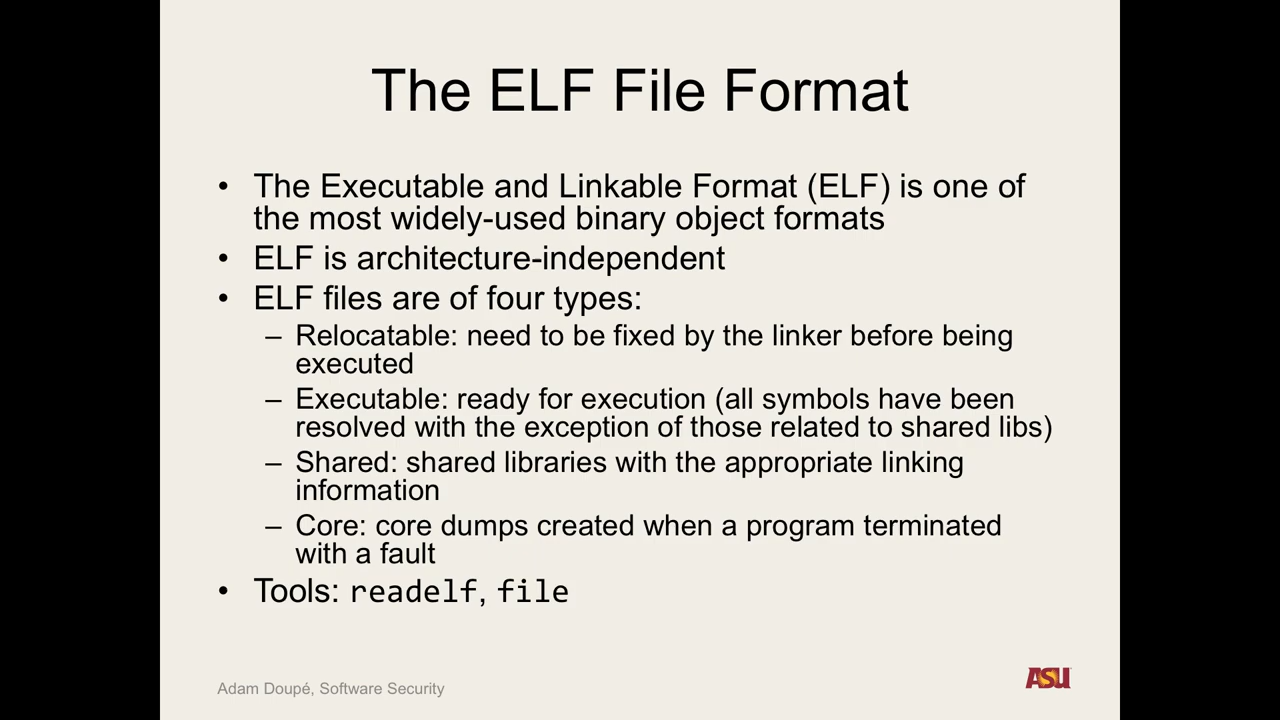 The ELF File Format
• The Executable and Linkable Format (ELF) is one of
the most widely-used binary object formats
• ELF is architecture-independent
• ELF files are of four types:
– Relocatable: need to be fixed by the linker before being
executed
– Executable: ready for execution (all symbols have been
resolved with the exception of those related to shared libs)
– Shared: shared libraries with the appropriate linking
information
– Core: core dumps created when a program terminated
with a fault
• Tools: readelf, file
Adam Doupé, Software Security
ASU